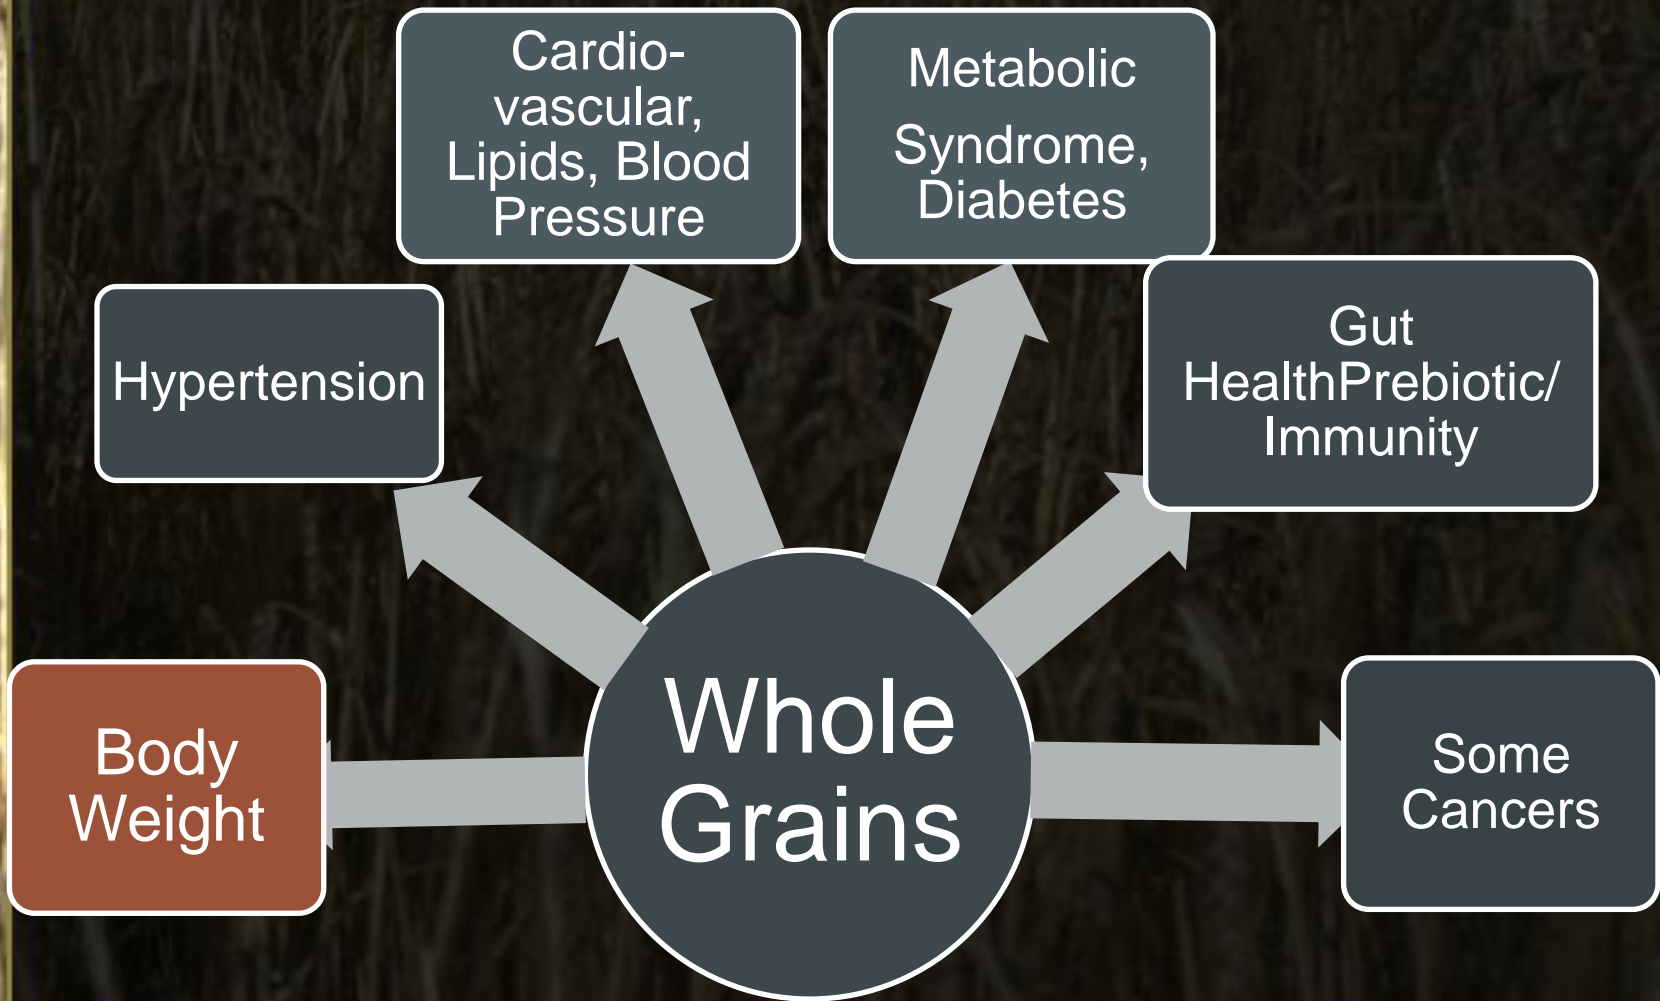 Cardio-
vascular,
Lipids, Blood
Pressure
Metabolic
Syndrome,
Diabetes
Hypertension
Gut
HealthPrebiotic/
Immunity
Body
Weight
Whole
Grains
Some
Cancers